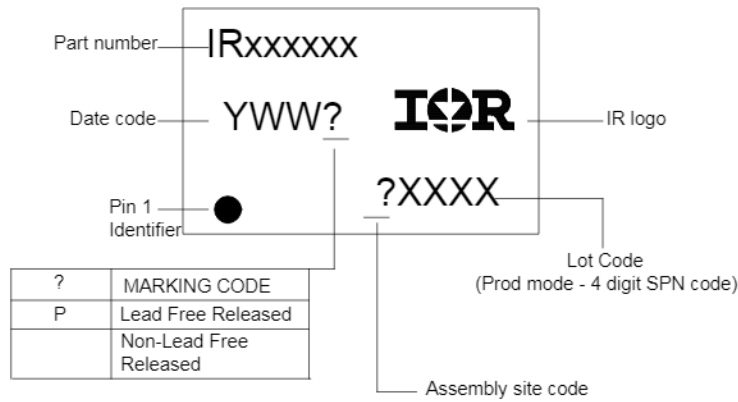 Part number
IRxxxxxx
Date code
YWW?
IOR
IR logo
?XXXX
Pin 1
Identifier
Lot Code
(Prod mode - 4 digit SPN code)
? MARKING CODE
P Lead Free Released
Non-Lead Free
Released
Assembly site code